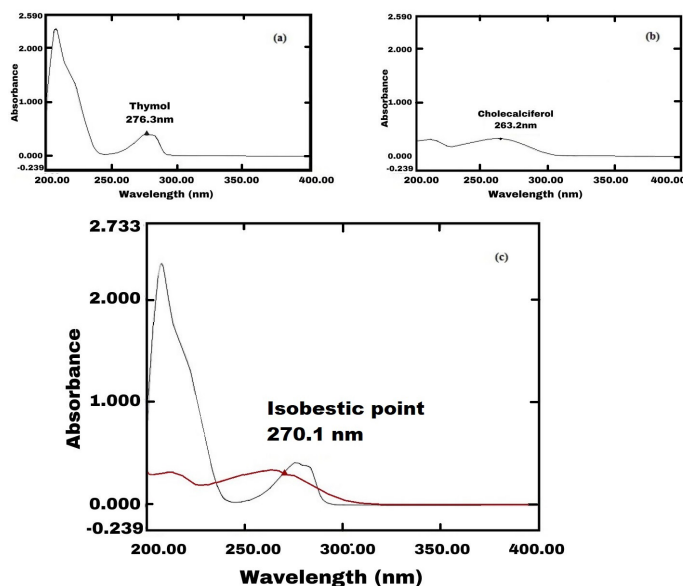 2.590
(a)
2.000
Absorbance
Thymol
276.3nm
1.000
0.000
-0.239
200.00 250.00 300.00 350.00 400.00
Wavelength (nm)
2.590
(b)
2.000
Absorbance
Cholecalciferol
263.2nm
1.000
0.000
-0.239
200.00 250.00 300.00 350.00 400.00
Wavelength (nm)
2.733
(c)
2.000
Absorbance
Isobestic point
270.1 nm
1.000
0.000
-0.239
200.00 250.00 300.00 350.00 400.00
Wavelength (nm)